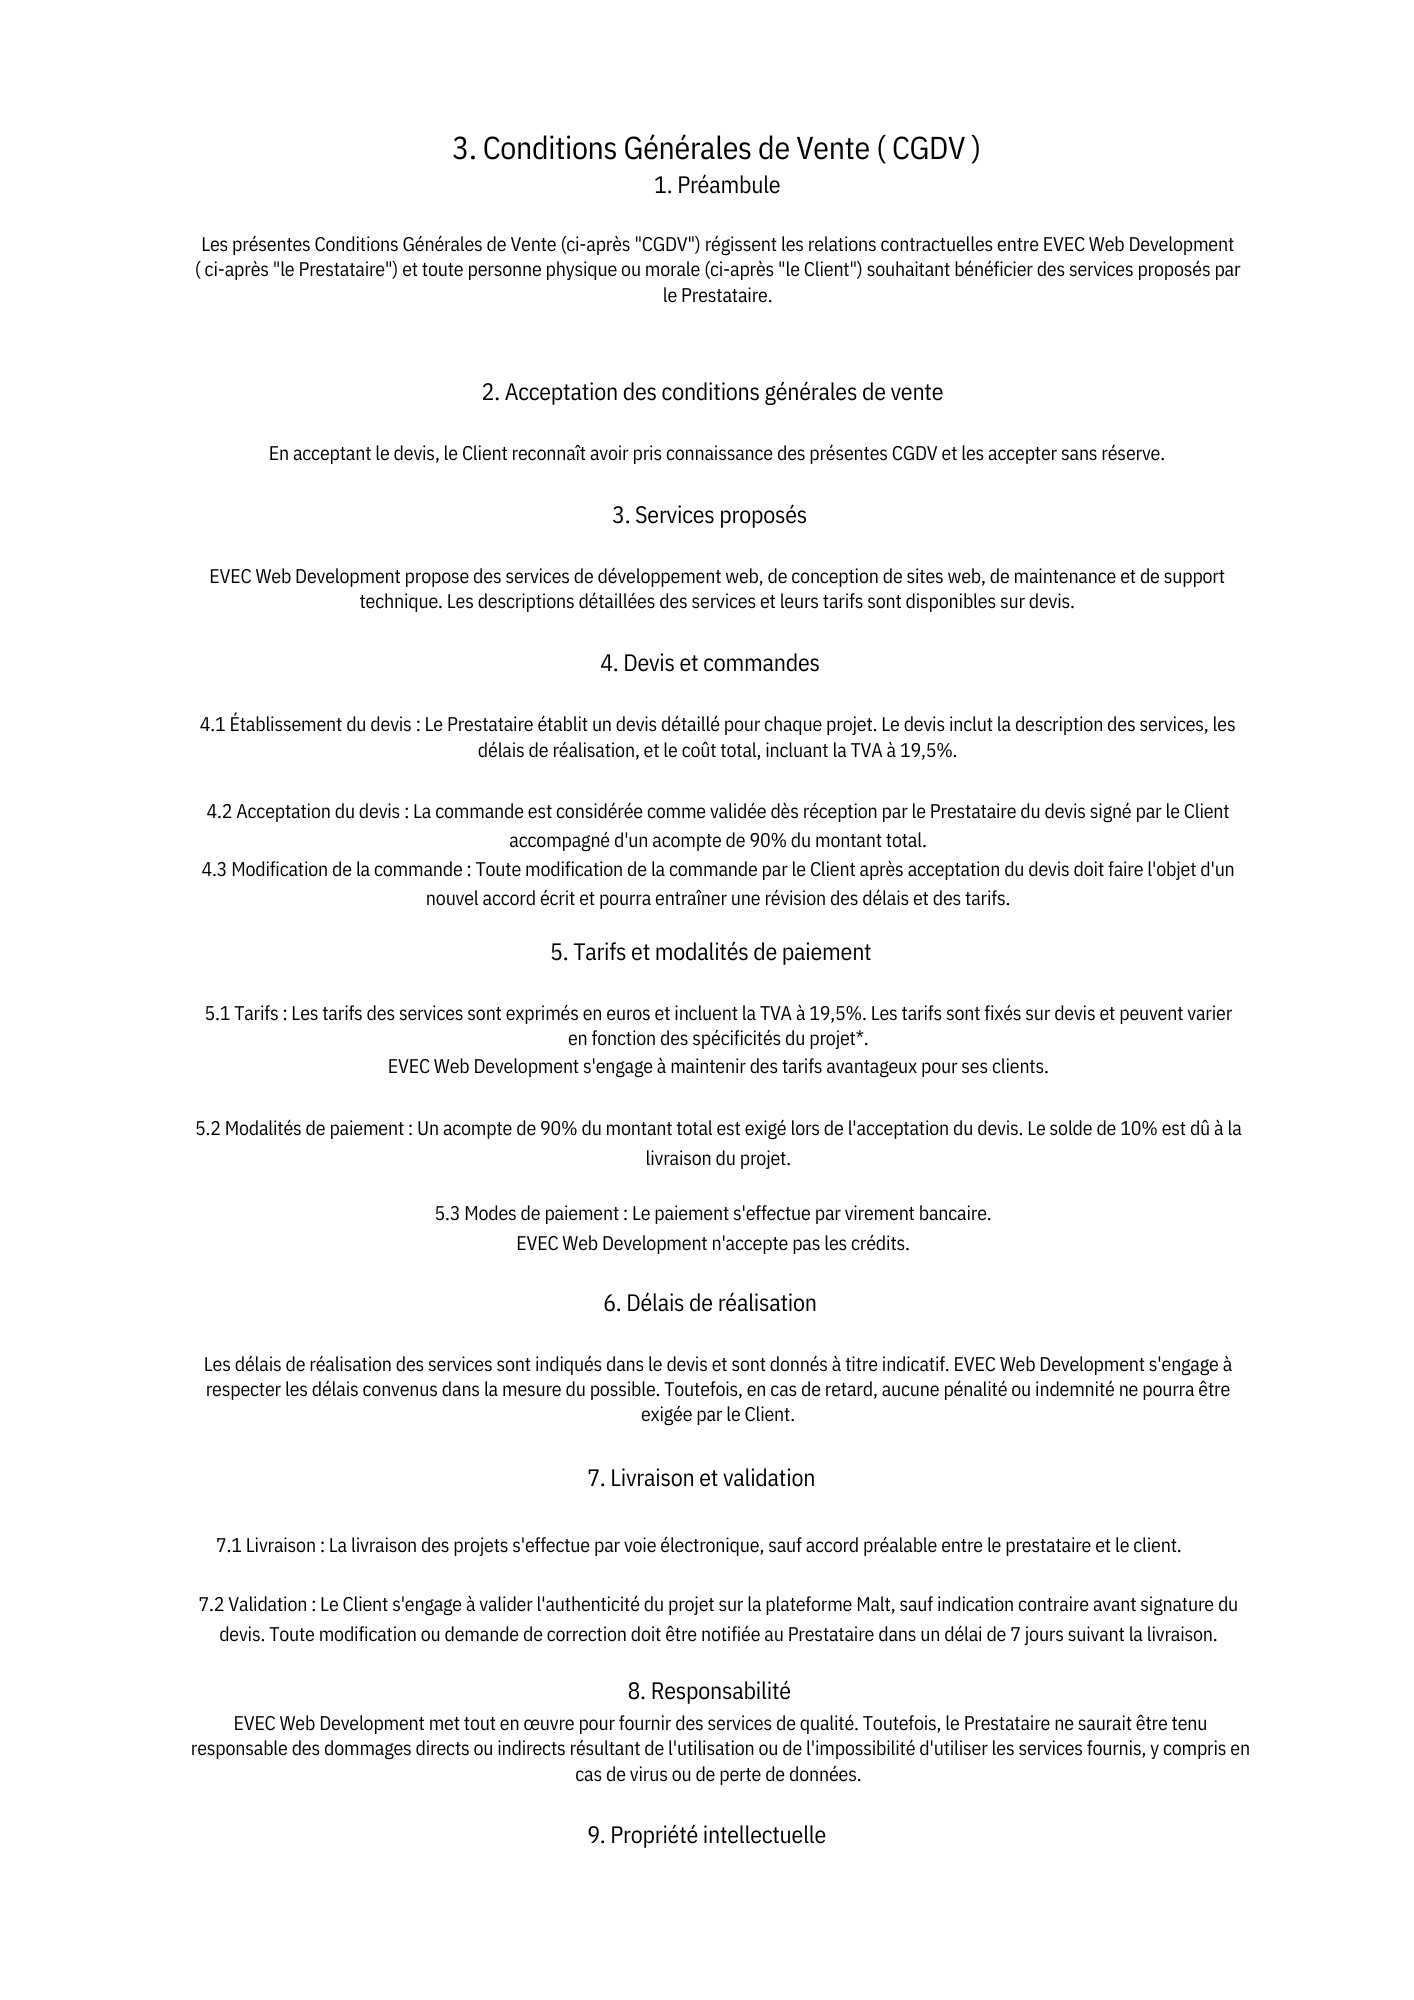 3. Conditions Générales de Vente ( CGDV )
1. Préambule
Les présentes Conditions Générales de Vente (ci-après "CGDV") régissent les relations contractuelles entre EVEC Web Development
( ci-après "le Prestataire") et toute personne physique ou morale (ci-après "le Client") souhaitant bénéficier des services proposés par
le Prestataire.
2. Acceptation des conditions générales de vente
En acceptant le devis, le Client reconnaît avoir pris connaissance des présentes CGDV et les accepter sans réserve.
3. Services proposés
EVEC Web Development propose des services de développement web, de conception de sites web, de maintenance et de support
technique. Les descriptions détaillées des services et leurs tarifs sont disponibles sur devis.
4. Devis et commandes
4.1 Établissement du devis : Le Prestataire établit un devis détaillé pour chaque projet. Le devis inclut la description des services, les
délais de réalisation, et le coût total, incluant la TVA à 19,5%.
4.2 Acceptation du devis : La commande est considérée comme validée dès réception par le Prestataire du devis signé par le Client
accompagné d'un acompte de 90% du montant total.
4.3 Modification de la commande : Toute modification de la commande par le Client après acceptation du devis doit faire l'objet d'un
nouvel accord écrit et pourra entraîner une révision des délais et des tarifs.
5. Tarifs et modalités de paiement
5.1 Tarifs : Les tarifs des services sont exprimés en euros et incluent la TVA à 19,5%. Les tarifs sont fixés sur devis et peuvent varier
en fonction des spécificités du projet*.
EVEC Web Development s'engage à maintenir des tarifs avantageux pour ses clients.
5.2 Modalités de paiement : Un acompte de 90% du montant total est exigé lors de l'acceptation du devis. Le solde de 10% est dû à la
livraison du projet.
5.3 Modes de paiement : Le paiement s'effectue par virement bancaire.
EVEC Web Development n'accepte pas les crédits.
6. Délais de réalisation
Les délais de réalisation des services sont indiqués dans le devis et sont donnés à titre indicatif. EVEC Web Development s'engage à
respecter les délais convenus dans la mesure du possible. Toutefois, en cas de retard, aucune pénalité ou indemnité ne pourra être
exigée par le Client.
7. Livraison et validation
7.1 Livraison : La livraison des projets s'effectue par voie électronique, sauf accord préalable entre le prestataire et le client.
7.2 Validation : Le Client s'engage à valider l'authenticité du projet sur la plateforme Malt, sauf indication contraire avant signature du
devis. Toute modification ou demande de correction doit être notifiée au Prestataire dans un délai de 7 jours suivant la livraison.
8. Responsabilité
EVEC Web Development met tout en œuvre pour fournir des services de qualité. Toutefois, le Prestataire ne saurait être tenu
responsable des dommages directs ou indirects résultant de l'utilisation ou de l'impossibilité d'utiliser les services fournis, y compris en
cas de virus ou de perte de données.
9. Propriété intellectuelle